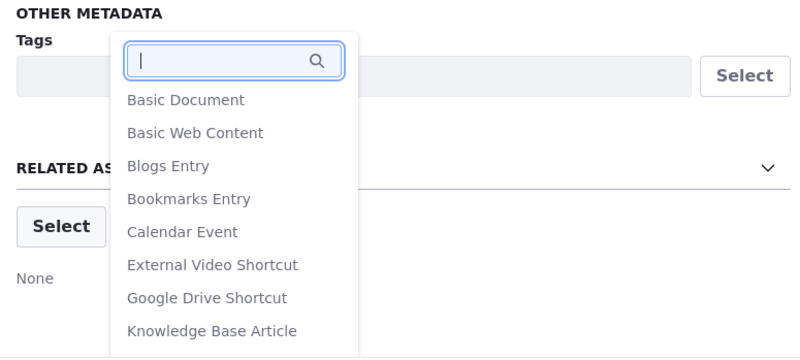 OTHER METADATA
Tags
Select
Basic Document
Basic Web Content
RELATED AS
Blogs Entry
Bookmarks Entry
Select
Calendar Event
External Video Shortcut
None
Google Drive Shortcut
Knowledge Base Article